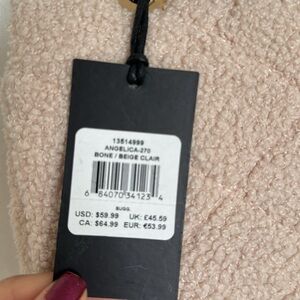 13514999
ANGELICA-270
BONE / BEIGE CLAIR
6 84070 34123 4
SUGG.
USD: $59.99 UK: £45.59
CA: $64.99 EUR: €53.99